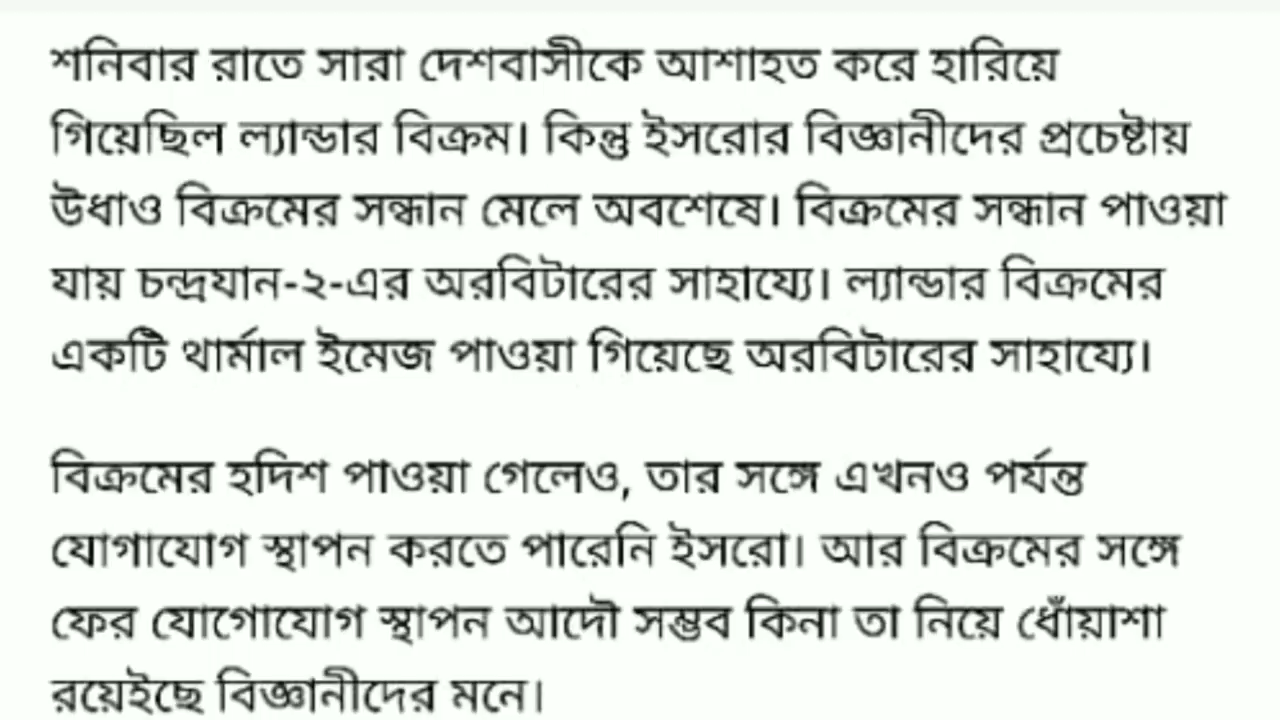 শনিবার রাতে সারা দেশবাসীকে আশাহত করে হারিয়ে
গিয়েছিল ল্যান্ডার বিক্রম। কিন্তু ইসরোর বিজ্ঞানীদের প্রচেষ্টায়
উধাও বিক্রমের সন্ধান মেলে অবশেষে। বিক্রমের সন্ধান পাওয়া
যায় চন্দ্রযান-২-এর অরবিটারের সাহায্যে। ল্যান্ডার বিক্রমের
একটি থার্মাল ইমেজ পাওয়া গিয়েছে অরবিটারের সাহায্যে।
বিক্রমের হদিশ পাওয়া গেলেও, তার সঙ্গে এখনও পর্যন্ত
যোগাযোগ স্থাপন করতে পারেনি ইসরো। আর বিক্রমের সঙ্গে
ফের যোগোযোগ স্থাপন আদৌ সম্ভব কিনা তা নিয়ে ধোঁয়াশা
রয়েইছে বিজ্ঞানীদের মনে।